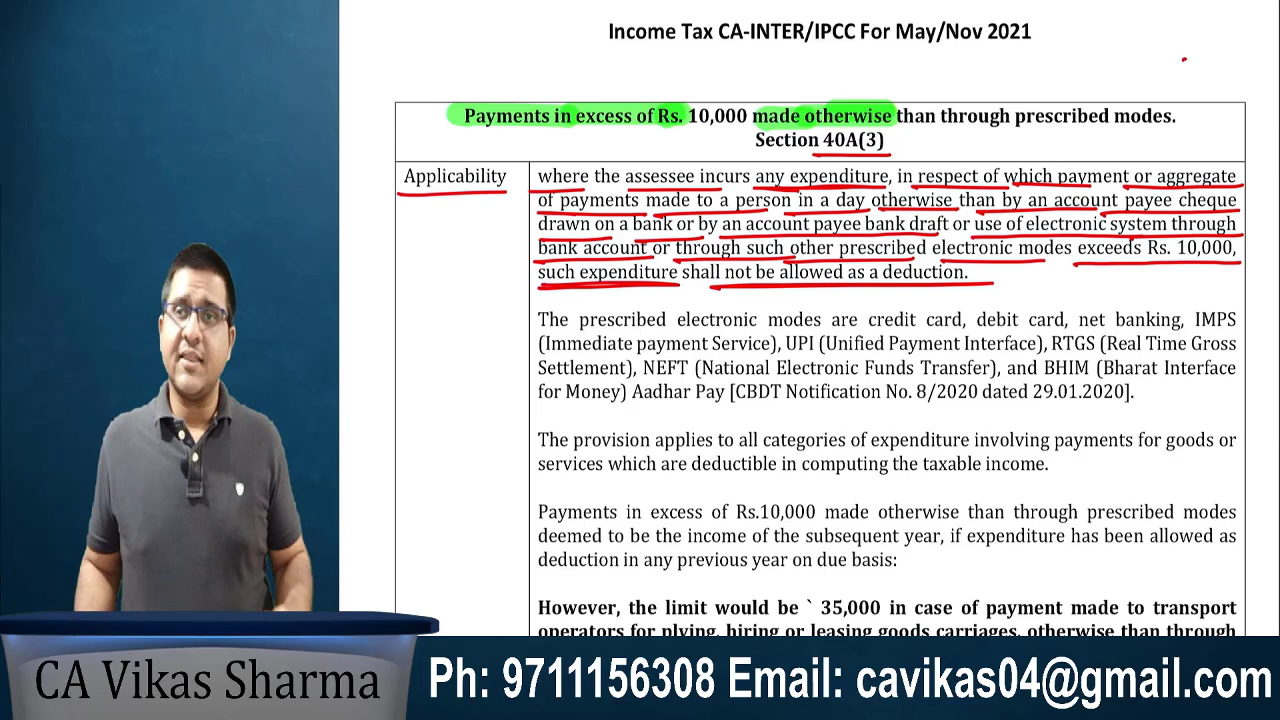 Income Tax CA-INTER/IPCC For May/Nov 2021
Payments in excess of Rs. 10,000 made otherwise than through prescribed modes.
Section 40A(3)
Applicability
where the assessee incurs any expenditure, in respect of which payment or aggregate
of payments made to a person in a day otherwise than by an account payee cheque
drawn on a bank or by an account payee bank draft or use of electronic system through
bank account or through such other prescribed electronic modes exceeds Rs. 10,000,
such expenditure shall not be allowed as a deduction.
The prescribed electronic modes are credit card, debit card, net banking, IMPS
(Immediate payment Service), UPI (Unified Payment Interface), RTGS (Real Time Gross
Settlement), NEFT (National Electronic Funds Transfer), and BHIM (Bharat Interface
for Money) Aadhar Pay [CBDT Notification No. 8/2020 dated 29.01.2020].
The provision applies to all categories of expenditure involving payments for goods or
services which are deductible in computing the taxable income.
Payments in excess of Rs.10,000 made otherwise than through prescribed modes
deemed to be the income of the subsequent year, if expenditure has been allowed as
deduction in any previous year on due basis:
However, the limit would be ` 35,000 in case of payment made to transport
operators for plying, hiring or leasing goods carriages, otherwise than through
CA Vikas Sharma
Ph: 9711156308 Email: cavikas04@gmail.com